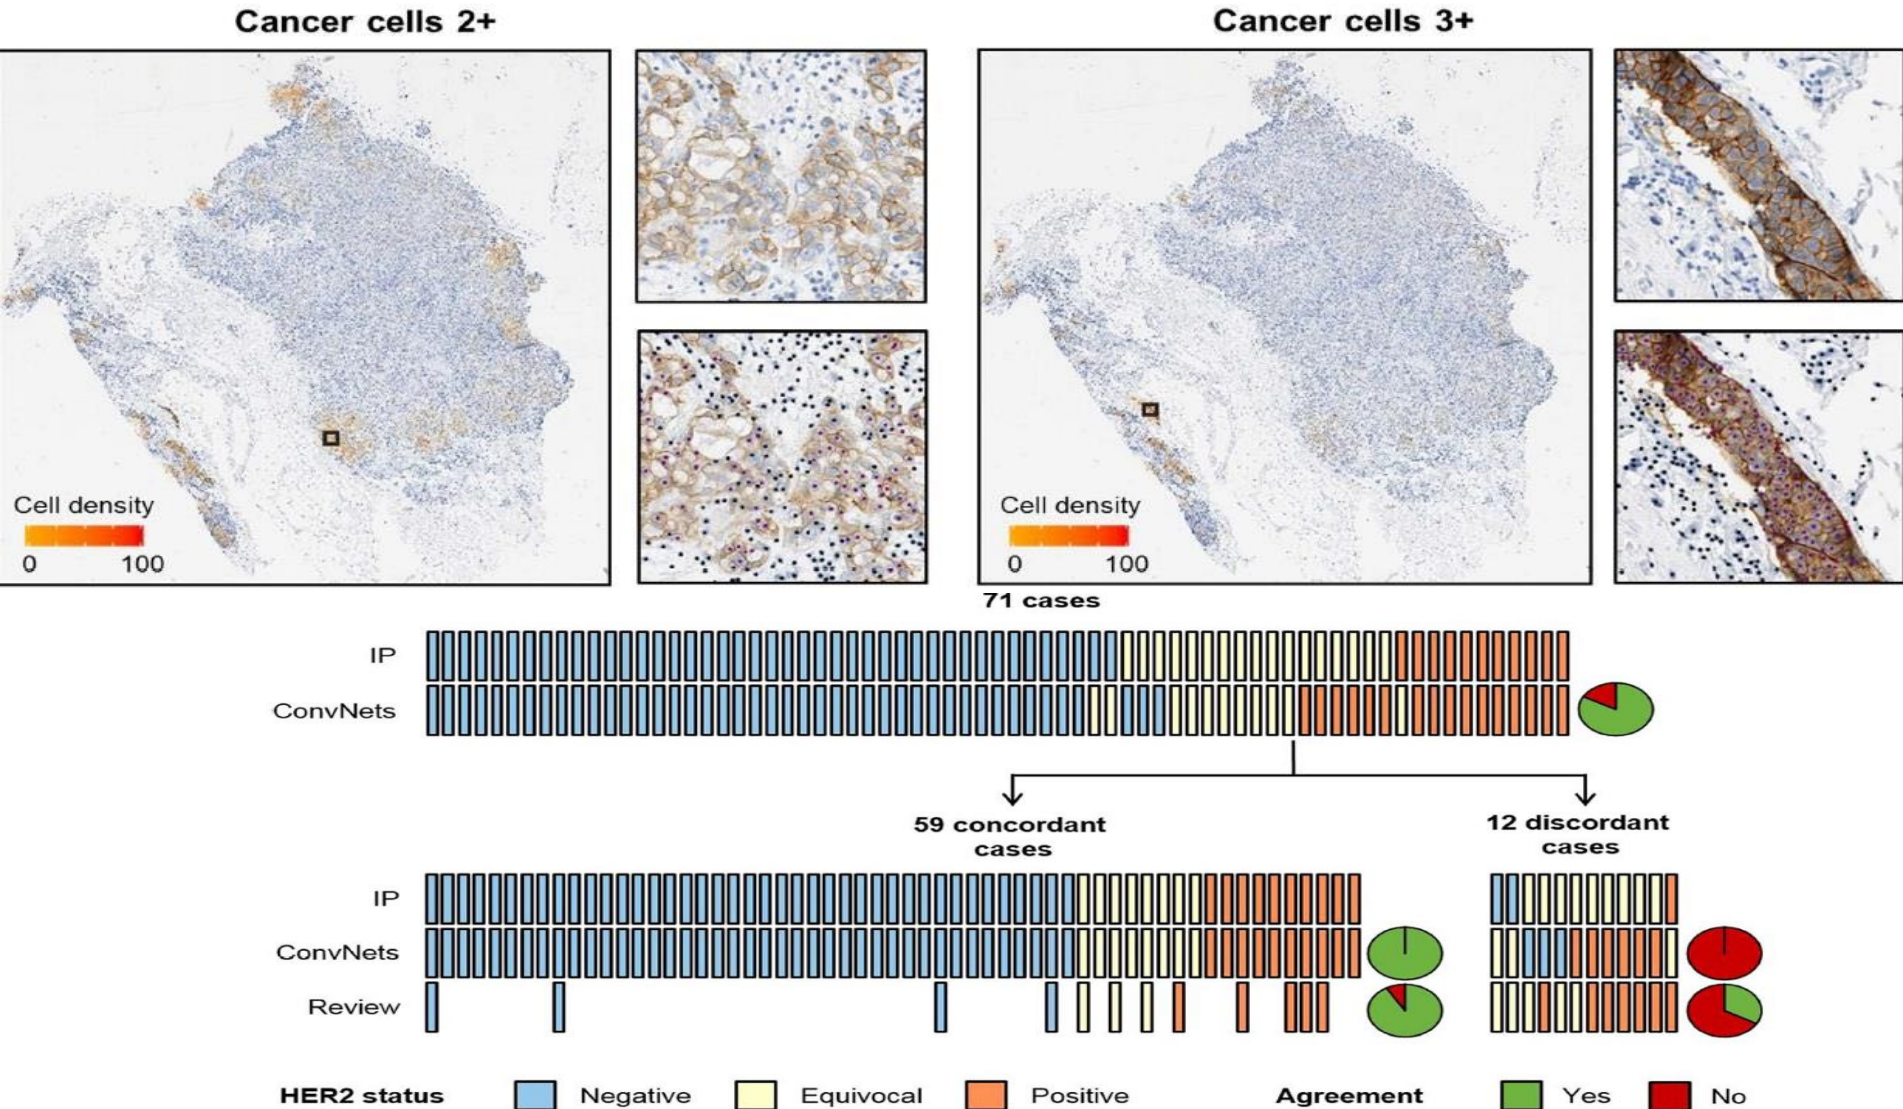 Cancer cells 2+
Cancer cells 3+
Cell density
0 100
Cell density
0 100
71 cases
IP
ConvNets
59 concordant
cases
12 discordant
cases
IP
ConvNets
Review
HER2 status Negative Equivocal Positive Agreement Yes No